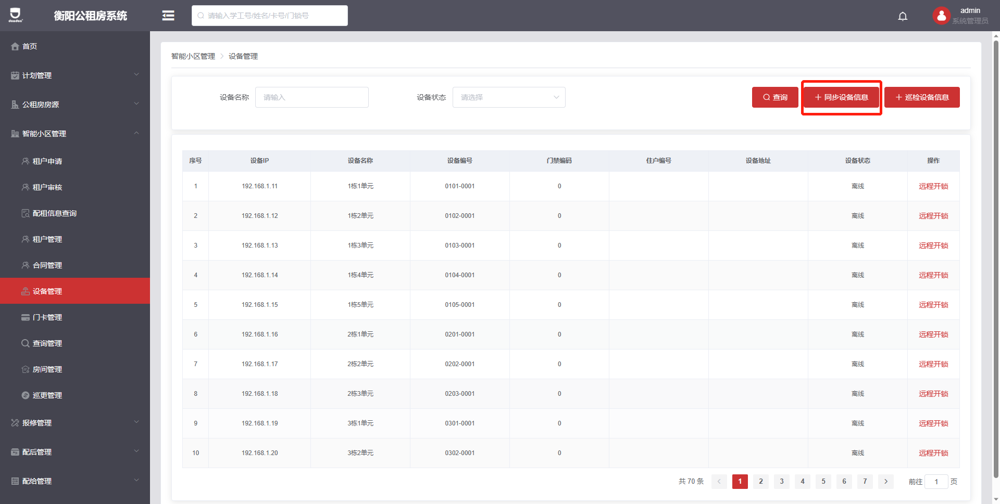 doodoo
衡阳公租房系统
请输入学工号/姓名/卡号/门锁号
admin
系统管理员
首页
计划管理
公租房房源
智能小区管理
租户申请
租户审核
配租信息查询
租户管理
合同管理
设备管理
门卡管理
查询管理
房间管理
巡更管理
报修管理
配后管理
配给管理
智能小区管理 > 设备管理
设备名称 请输入 设备状态 请选择 查询 + 同步设备信息 + 巡检设备信息
序号 设备IP 设备名称 设备编号 门禁编码 住户编号 设备地址 设备状态 操作
1 192.168.1.11 1栋1单元 0101-0001 0 离线 远程开锁
2 192.168.1.12 1栋2单元 0102-0001 0 离线 远程开锁
3 192.168.1.13 1栋3单元 0103-0001 0 离线 远程开锁
4 192.168.1.14 1栋4单元 0104-0001 0 离线 远程开锁
5 192.168.1.15 1栋5单元 0105-0001 0 离线 远程开锁
6 192.168.1.16 2栋1单元 0201-0001 0 离线 远程开锁
7 192.168.1.17 2栋2单元 0202-0001 0 离线 远程开锁
8 192.168.1.18 2栋3单元 0203-0001 0 离线 远程开锁
9 192.168.1.19 3栋1单元 0301-0001 0 离线 远程开锁
10 192.168.1.20 3栋2单元 0302-0001 0 离线 远程开锁
共 70 条 < 1 2 3 4 5 6 7 > 前往 1 页